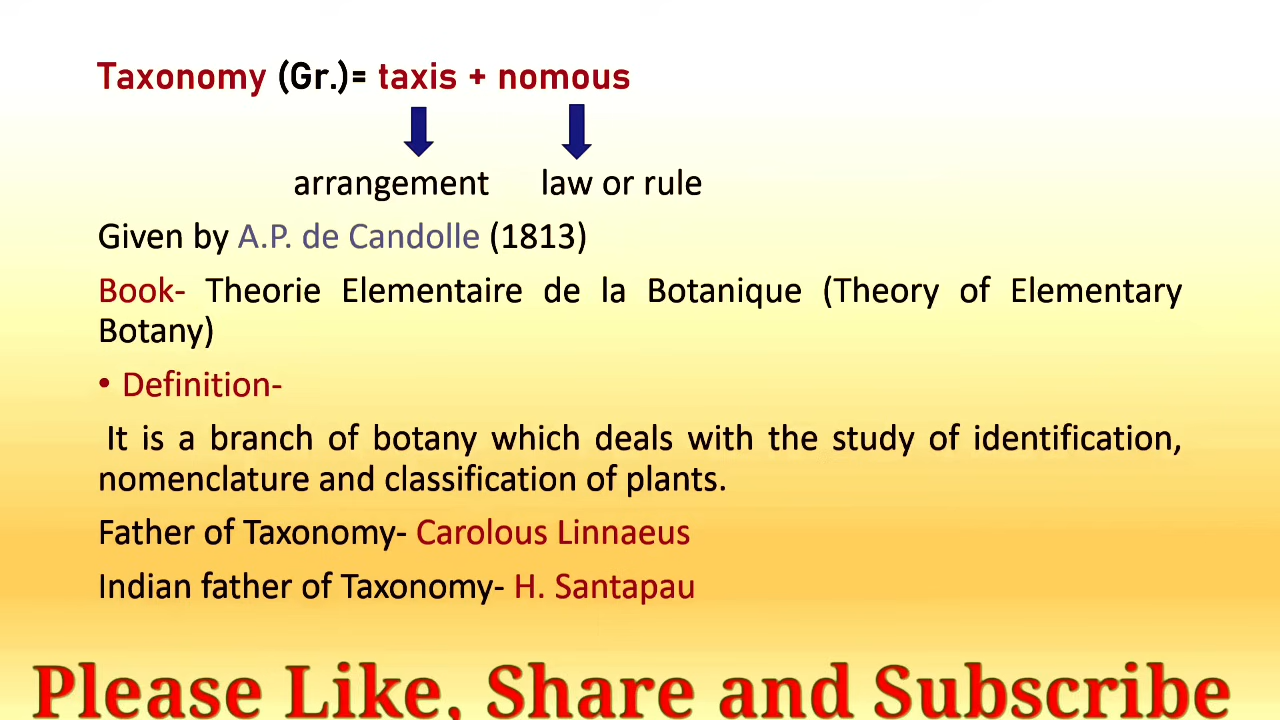 Taxonomy (Gr.)= taxis + nomous
arrangement law or rule
Given by A.P. de Candolle (1813)
Book- Theorie Elementaire de la Botanique (Theory of Elementary
Botany)
• Definition-
It is a branch of botany which deals with the study of identification,
nomenclature and classification of plants.
Father of Taxonomy- Carolous Linnaeus
Indian father of Taxonomy- H. Santapau
Please Like, Share and Subscribe